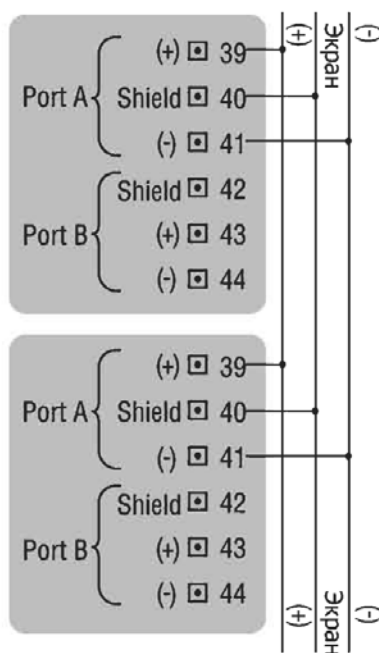 (+) Экран (-)
(+) 39
Port A Shield 40
(-) 41
Shield 42
Port B (+) 43
(-) 44
(+) 39
Port A Shield 40
(-) 41
Shield 42
Port B (+) 43
(-) 44
(+) Экран (-)